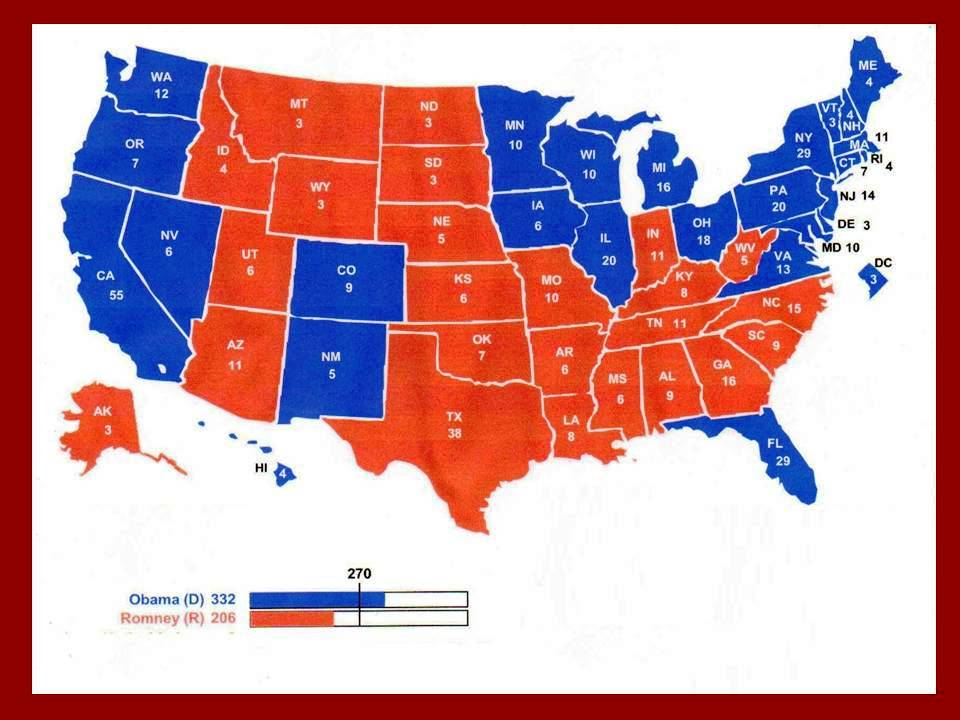 WA
12
OR
7
CA
55
NV
6
ID
4
MT
3
WY
3
UT
6
AZ
11
CO
9
NM
5
ND
3
SD
3
NE
5
KS
6
OK
7
TX
38
MN
10
IA
6
MO
10
AR
6
LA
8
WI
10
IL
20
MI
16
IN
11
OH
18
KY
8
TN 11
MS
6
AL
9
GA
16
FL
29
SC
9
NC 15
VA
13
WV
5
PA
20
NY
29
VT
3
4
NH
ME
4
11
MA
RI 4
CT
7
NJ 14
DE 3
MD 10
DC
3
AK
3
HI
4
270
Obama (D) 332
Romney (R) 206